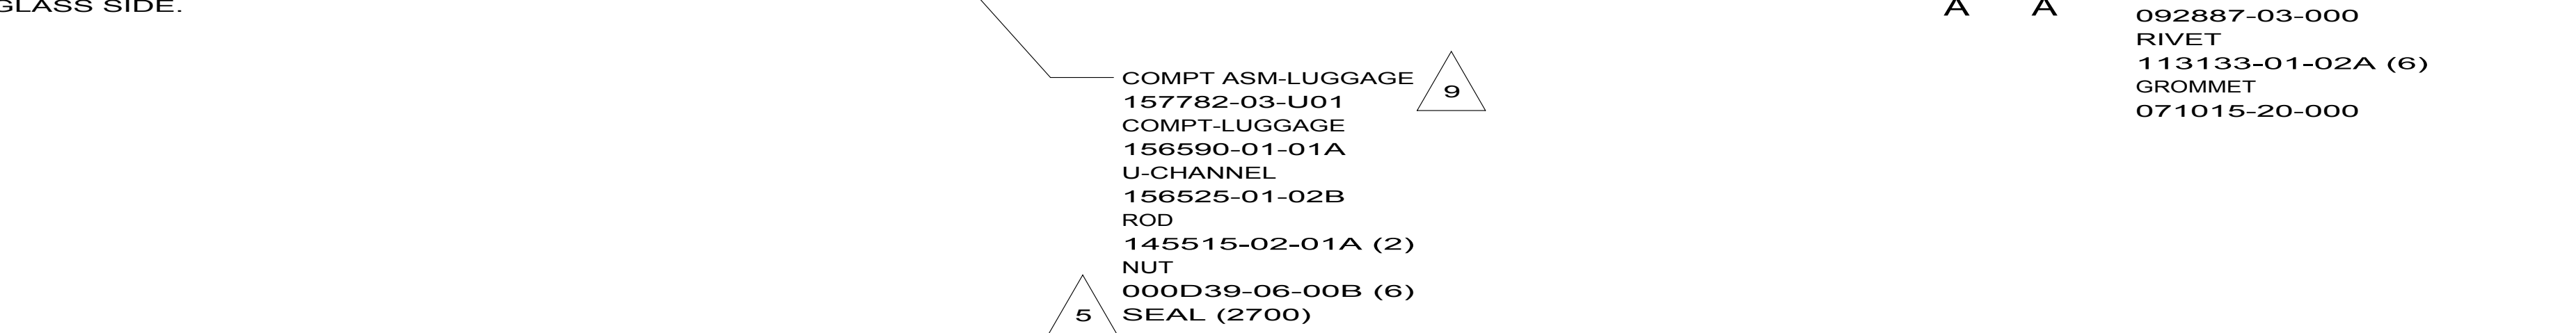 GLASS SIDE.
COMPT ASM-LUGGAGE
157782-03-U01
COMPT-LUGGAGE
156590-01-01A
U-CHANNEL
156525-01-02B
ROD
145515-02-01A (2)
NUT
000D39-06-00B (6)
SEAL (2700)
9
5
A A
092887-03-000
RIVET
113133-01-02A (6)
GROMMET
071015-20-000